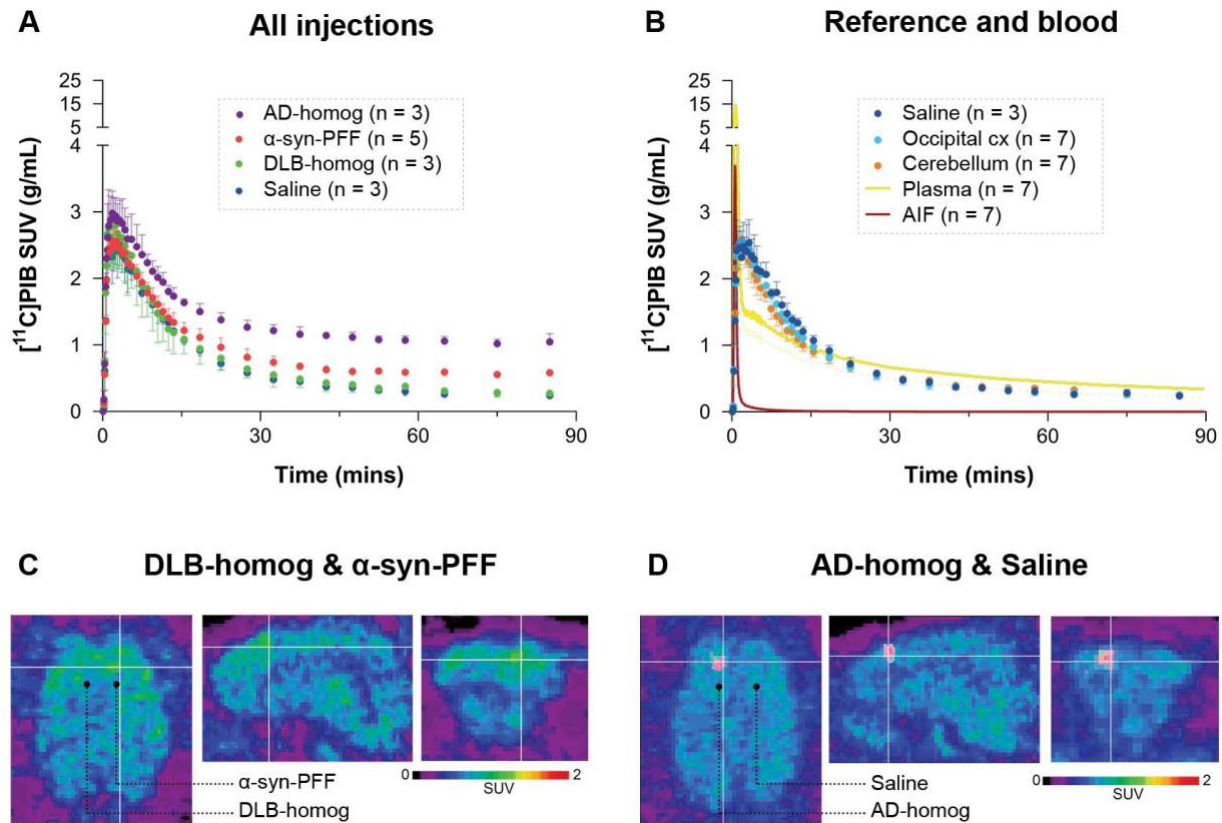 A All injections
25
15
5
4
3
2
1
0
[¹¹C]PIB SUV (g/mL)
AD-homog (n = 3)
α-syn-PFF (n = 5)
DLB-homog (n = 3)
Saline (n = 3)
0 30 60 90
Time (mins)
B Reference and blood
25
15
5
4
3
2
1
0
[¹¹C]PIB SUV (g/mL)
Saline (n = 3)
Occipital cx (n = 7)
Cerebellum (n = 7)
Plasma (n = 7)
AIF (n = 7)
0 30 60 90
Time (mins)
C DLB-homog & α-syn-PFF
0 2
SUV
α-syn-PFF
DLB-homog
D AD-homog & Saline
0 2
SUV
Saline
AD-homog